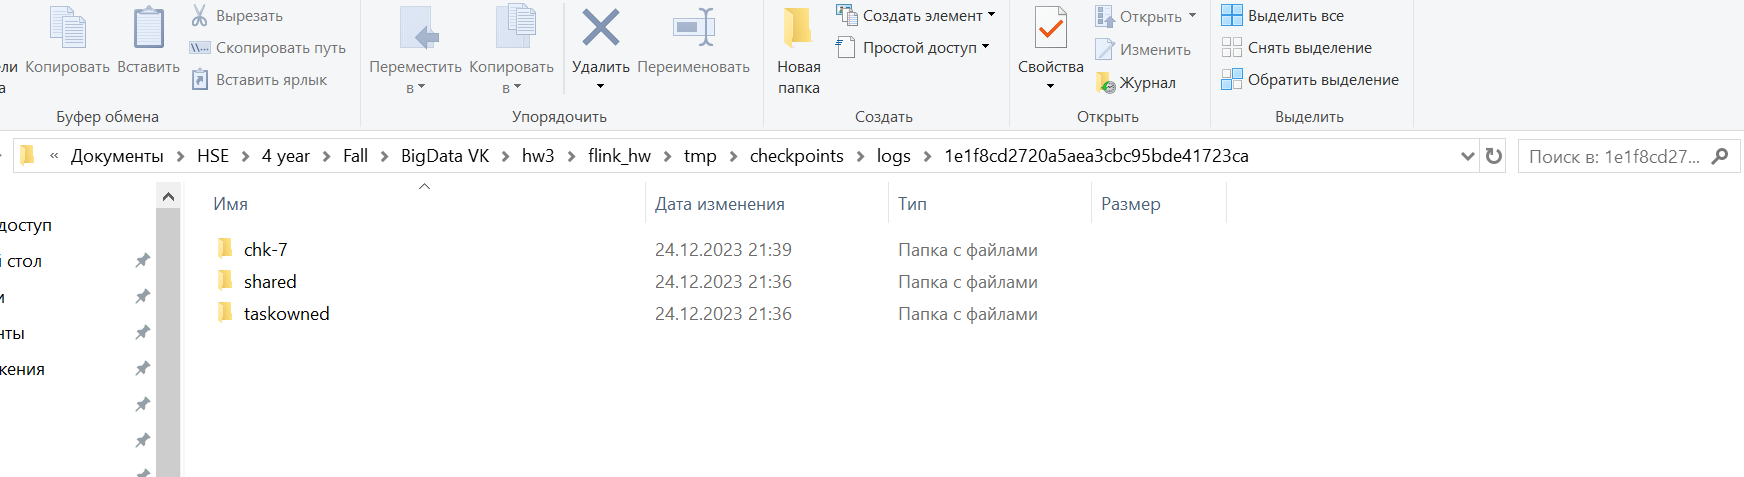 Вырезать
Скопировать путь
Вставить ярлык
Копировать
Вставить
Буфер обмена
Переместить в
Копировать в
Удалить
Переименовать
Упорядочить
Новая папка
Создать элемент
Простой доступ
Создать
Свойства
Открыть
Изменить
Журнал
Открыть
Выделить все
Снять выделение
Обратить выделение
Выделить
« Документы > HSE > 4 year > Fall > BigData VK > hw3 > flink_hw > tmp > checkpoints > logs > 1e1f8cd2720a5aea3cbc95bde41723ca
Поиск в: 1e1f8cd27...
Имя Дата изменения Тип Размер
chk-7 24.12.2023 21:39 Папка с файлами
shared 24.12.2023 21:36 Папка с файлами
taskowned 24.12.2023 21:36 Папка с файлами
доступ
стол